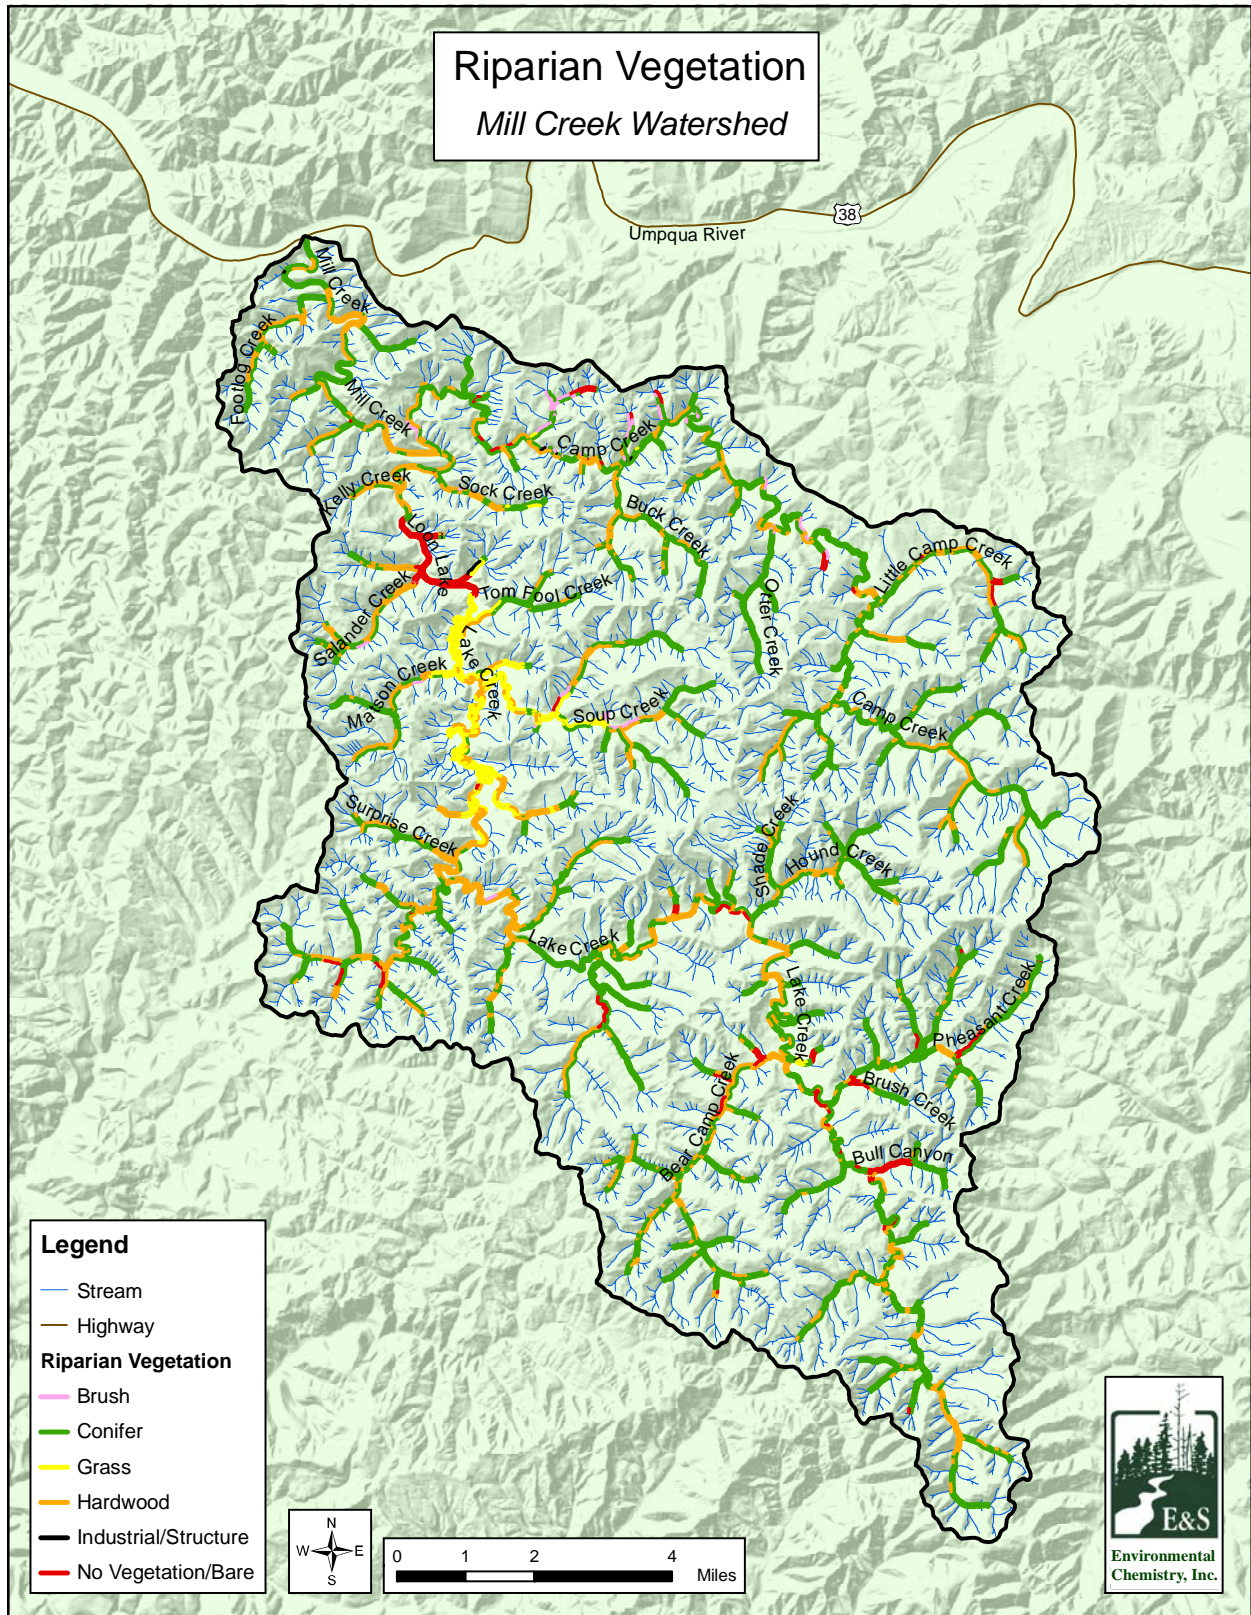 Riparian Vegetation
Mill Creek Watershed
38
Umpqua River
Mill Creek
Footlog Creek
Mill Creek
Camp Creek
Kelly Creek
Sock Creek
Buck Creek
Loon Lake
Little Camp Creek
Tom Fool Creek
Otter Creek
Salander Creek
Lake Creek
Matson Creek
Soup Creek
Camp Creek
Surprise Creek
Shade Creek
Hound Creek
Lake Creek
Lake Creek
Pheasant Creek
Brush Creek
Bear Camp Creek
Bull Canyon
Legend
Stream
Highway
Riparian Vegetation
Brush
Conifer
Grass
Hardwood
Industrial/Structure
No Vegetation/Bare
N
W E
S
0 1 2 4
Miles
E&S
Environmental
Chemistry, Inc.